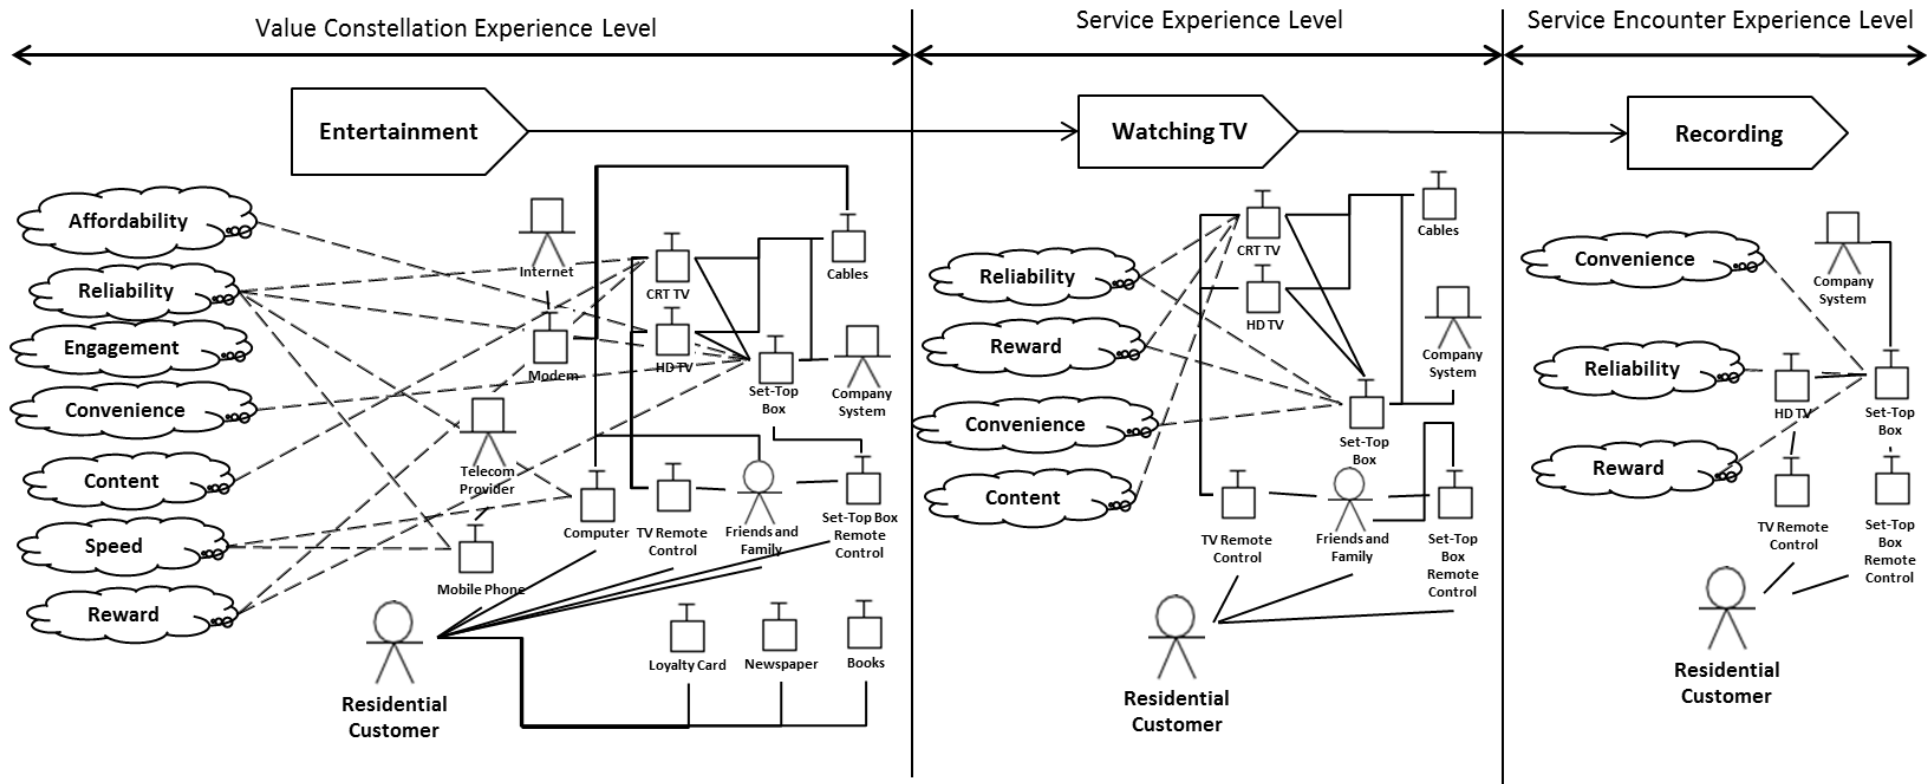 Value Constellation Experience Level
Service Experience Level
Service Encounter Experience Level
Entertainment
Watching TV
Recording
Affordability
Reliability
Engagement
Convenience
Content
Speed
Reward
Internet
Modem
CRT TV
HD TV
Cables
Set-Top
Box
Company
System
Telecom
Provider
Mobile Phone
Computer
TV Remote
Control
Friends and
Family
Set-Top Box
Remote
Control
Loyalty Card
Newspaper
Books
Residential
Customer
Reliability
Reward
Convenience
Content
CRT TV
HD TV
Cables
Company
System
Set-Top
Box
TV Remote
Control
Friends and
Family
Set-Top
Box
Remote
Control
Residential
Customer
Convenience
Reliability
Reward
Company
System
HD TV
Set-Top
Box
TV Remote
Control
Set-Top
Box
Remote
Control
Residential
Customer